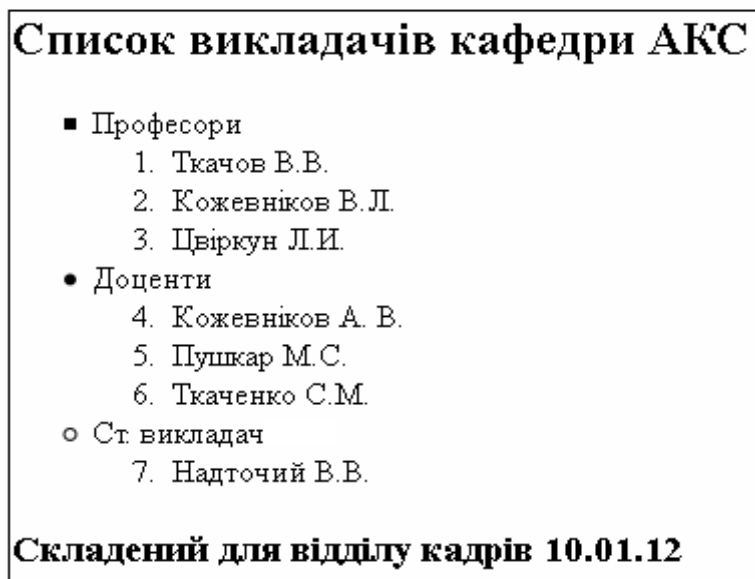 Список викладачів кафедри АКС
■ Професори
1. Ткачов В.В.
2. Кожевніков В.Л.
3. Цвіркун Л.И.
● Доценти
4. Кожевніков А. В.
5. Пушкар М.С.
6. Ткаченко С.М.
○ Ст. викладач
7. Надточий В.В.
Складений для відділу кадрів 10.01.12